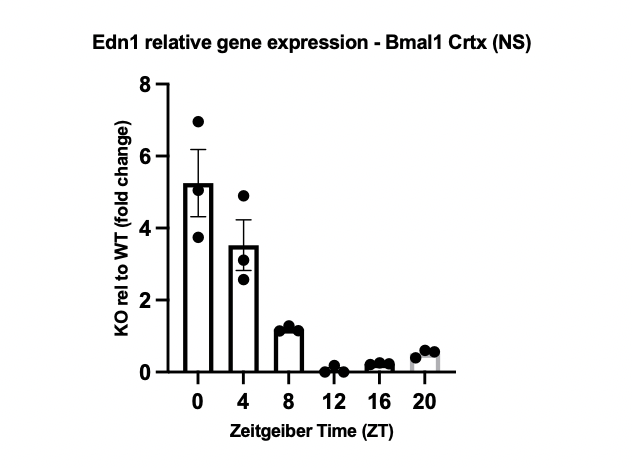 Edn1 relative gene expression - Bmal1 Crtx (NS)
KO rel to WT (fold change)
8
6
4
2
0
0 4 8 12 16 20
Zeitgeiber Time (ZT)